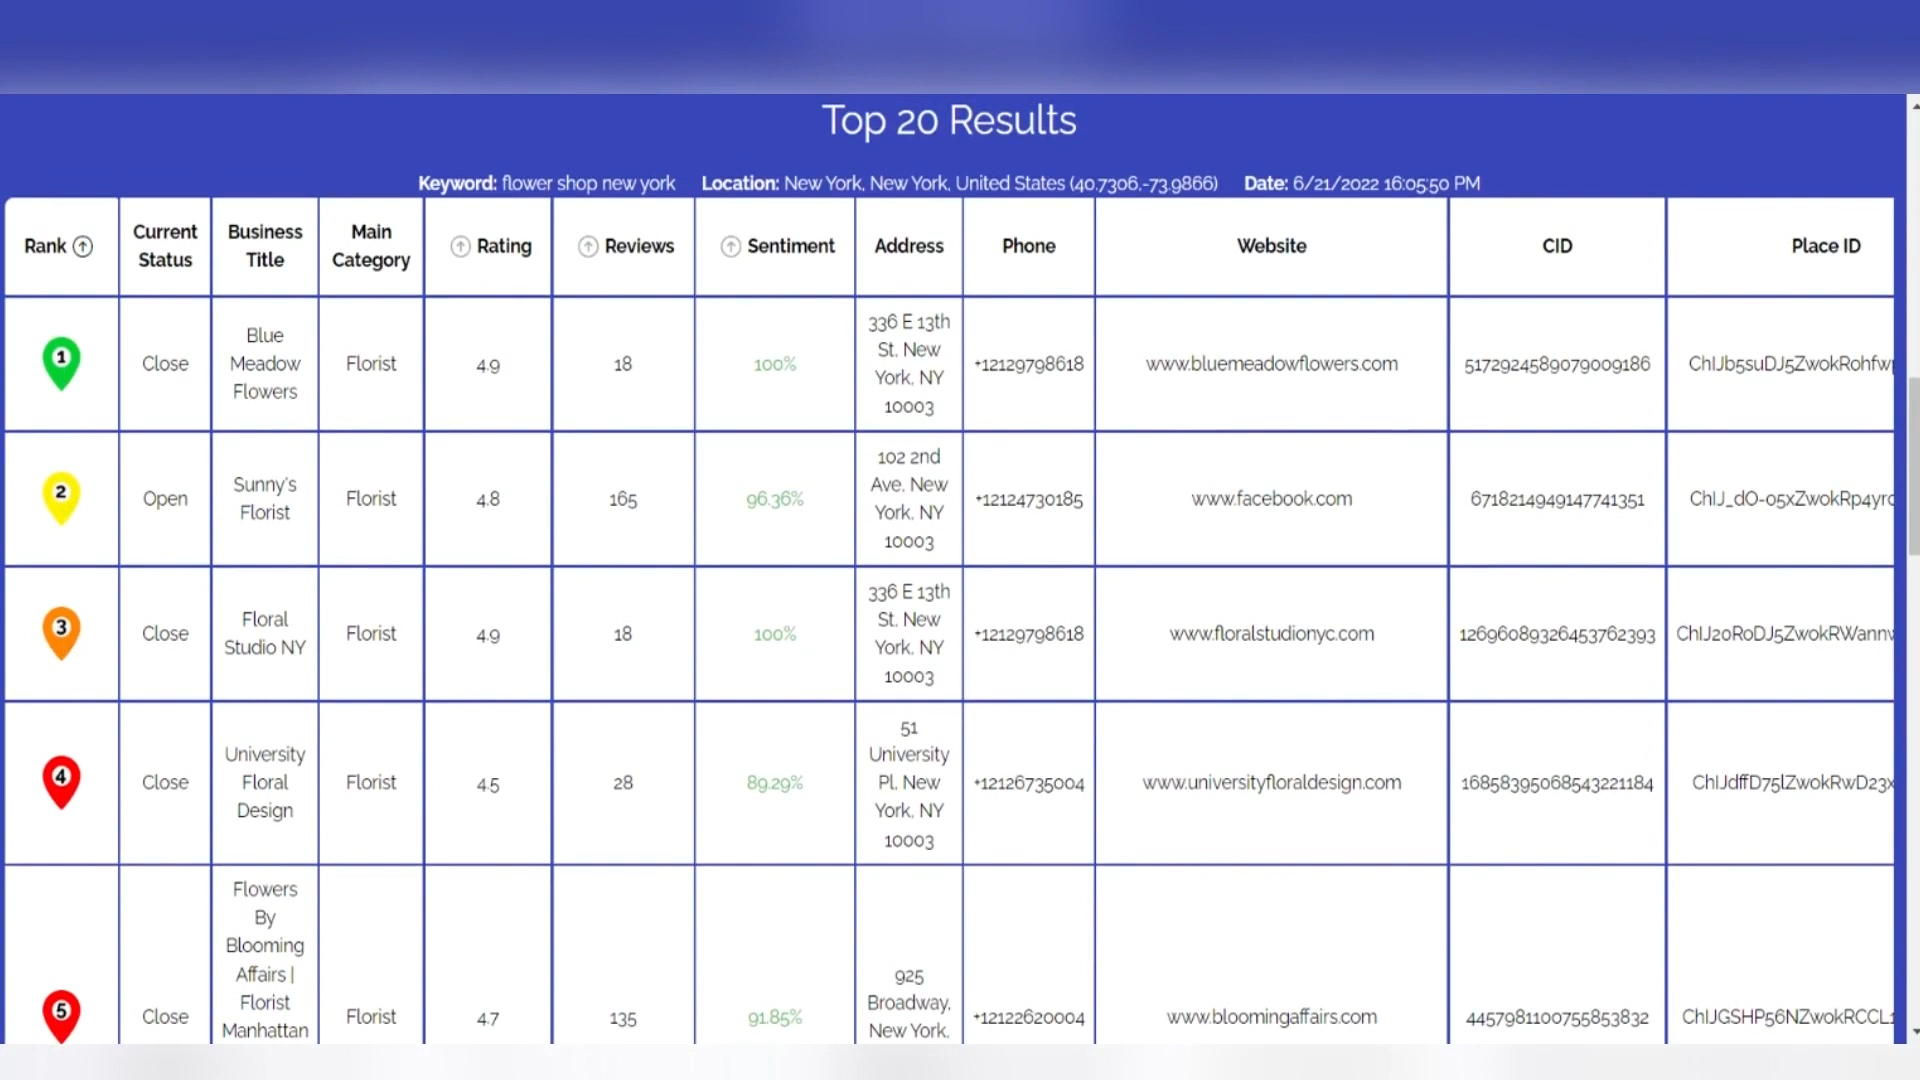 Top 20 Results
Keyword: flower shop new york Location: New York, New York, United States (40.7306,-73.9866) Date: 6/21/2022 16:05:50 PM
Rank
Current
Status
Business
Title
Main
Category
Rating
Reviews
Sentiment
Address
Phone
Website
CID
Place ID
1
Close
Blue
Meadow
Flowers
Florist
4.9
18
100%
336 E 13th
St, New
York, NY
10003
+12129798618
www.bluemeadowflowers.com
5172924589079009186
ChIJb5suDJ5ZwokRohfw
2
Open
Sunny's
Florist
Florist
4.8
165
96.36%
102 2nd
Ave, New
York, NY
10003
+12124730185
www.facebook.com
6718214949147741351
ChIJ_dO-o5xZwokRp4yr
3
Close
Floral
Studio NY
Florist
4.9
18
100%
336 E 13th
St, New
York, NY
10003
+12129798618
www.floralstudionyc.com
12696089326453762393
ChIJ20RoDJ5ZwokRWann
4
Close
University
Floral
Design
Florist
4.5
28
89.29%
51
University
Pl, New
York, NY
10003
+12126735004
www.universityfloraldesign.com
16858395068543221184
ChIJdffD75lZwokRwD23x
5
Close
Flowers
By
Blooming
Affairs |
Florist
Manhattan
Florist
4.7
135
91.85%
925
Broadway,
New York,
+12122620004
www.bloomingaffairs.com
4457981100755853832
ChIJGSHP56NZwokRCCL1